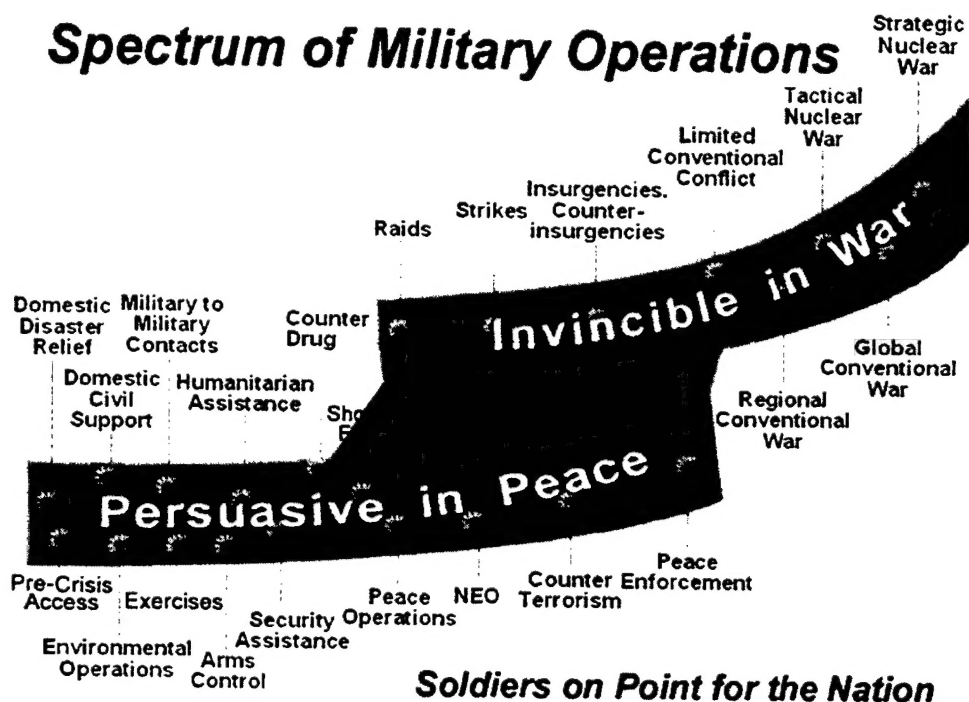 Spectrum of Military Operations
Strategic
Nuclear
War
Tactical
Nuclear
War
Limited
Conventional
Conflict
Insurgencies.
Counter-
insurgencies
Strikes
Raids
Counter
Drug
Military to
Military
Contacts
Domestic
Disaster
Relief
Domestic
Civil
Support
Humanitarian
Assistance
Invincible in War
Global
Conventional
War
Regional
Conventional
War
Persuasive in Peace
Pre-Crisis
Access
Environmental
Operations
Exercises
Arms
Control
Security
Assistance
Peace
Operations
NEO
Counter
Terrorism
Peace
Enforcement
Soldiers on Point for the Nation